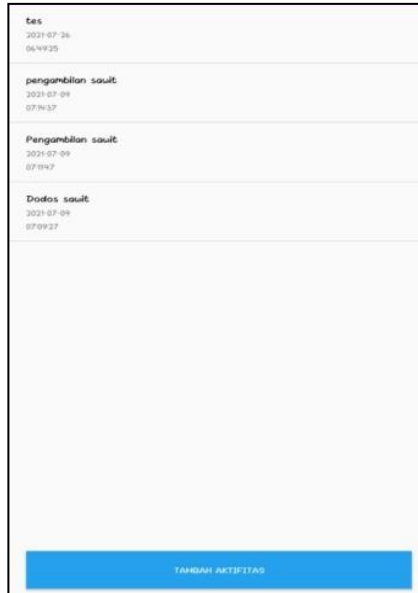 tes
2021-07-26
06:49:25
pengambilan sawit
2021-07-09
07:14:37
Pengambilan sawit
2021-07-09
07:11:47
Dodos sawit
2021-07-09
07:09:27
TAMBAH AKTIFITAS